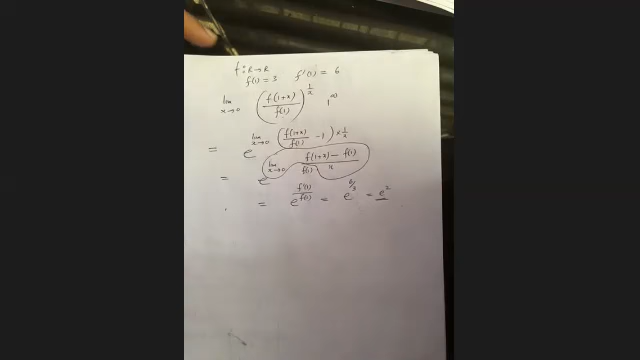 f: R→R
f(1) = 3 f'(1) = 6
lim x→0 (f(1+x)/f(1))^(1/x) 1^∞
= e^(lim x→0 (f(1+x)/f(1) - 1) × 1/x)
= e^(lim x→0 (f(1+x) - f(1))/(f(1) x))
= e^(f'(1)/f(1)) = e^(6/3) = e^2